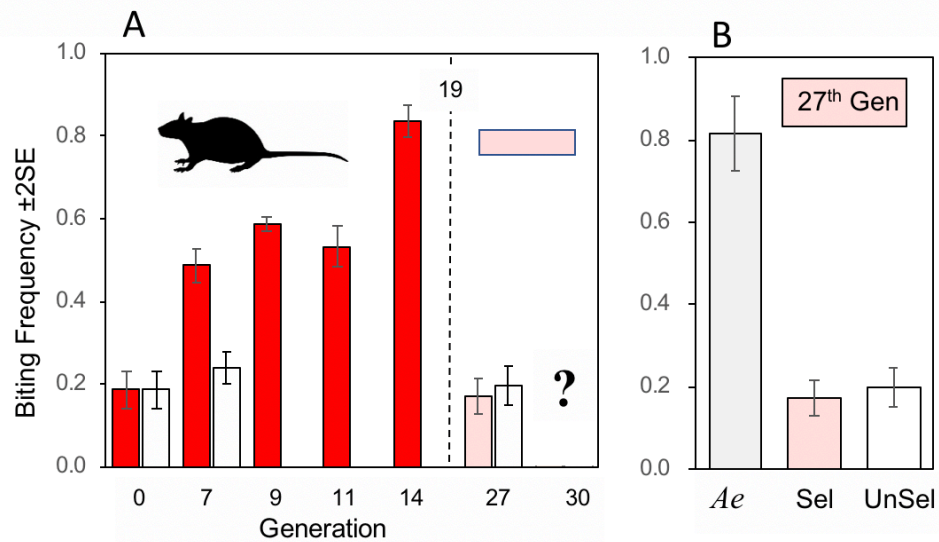 A
Biting Frequency ±2SE
1.0
0.8
0.6
0.4
0.2
0.0
19
?
0 7 9 11 14 27 30
Generation
B
1.0
0.8
0.6
0.4
0.2
0.0
27th Gen
Ae Sel UnSel